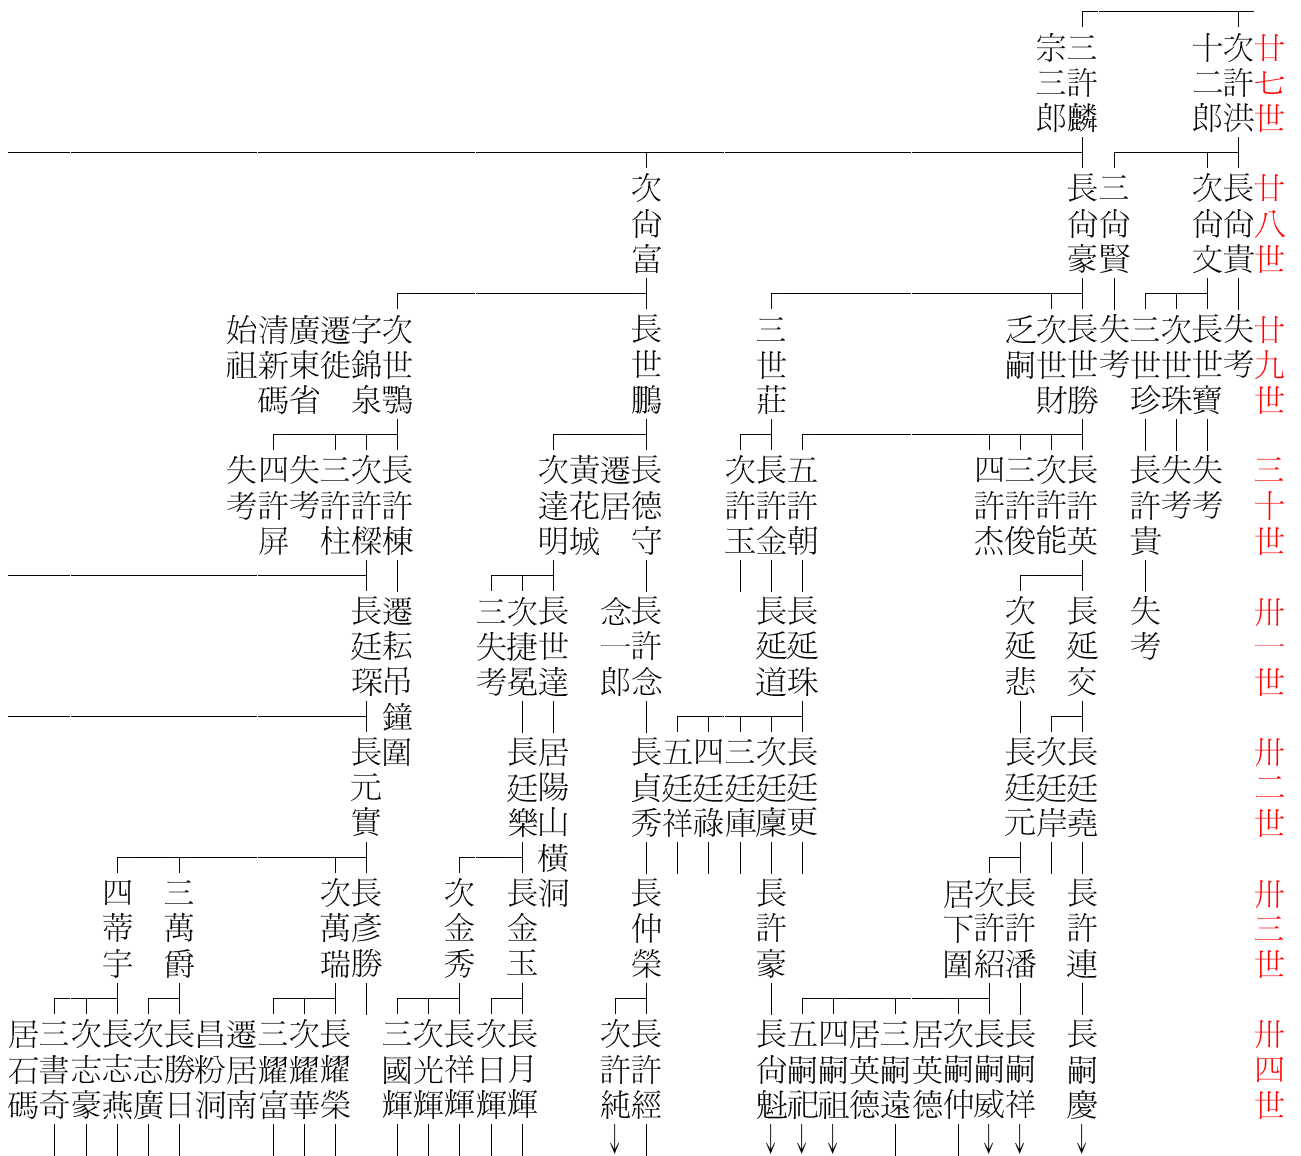 廿七世
次許洪
十二郎
三許麟
宗三郎
廿八世
長尙貴
次尙文
三尙賢
長尙豪
次尙富
廿九世
失考
長世寶
次世珠
三世珍
失考
長世勝
次世財
乏嗣
三世莊
長世鵬
次世鶚
字錦泉
遷徙
廣東省
清新碼
始祖
三十世
失考
失考
長許貴
長許英
次許能
三許俊
四許杰
五許朝
長許金
次許玉
長德守
遷居
黃花城
次達明
長許棟
次許樑
三許柱
失考
四許屏
失考
卅一世
失考
長延交
次延悲
長延珠
長延道
長許念
念一郎
長世達
次捷冕
三失考
遷耘吊鐘圍
長廷琛
卅二世
長廷堯
次廷岸
長廷元
長廷更
次廷廩
三廷庫
四廷祿
五廷祥
長貞秀
居陽山橫洞
長廷樂
長元實
卅三世
長許連
長許潘
次許紹
居下圍
長許豪
長仲榮
長金玉
次金秀
長彥勝
次萬瑞
三萬爵
四蒂宇
卅四世
長嗣慶
長嗣祥
長嗣威
次嗣仲
居英德
三嗣遠
居英德
四嗣祖
五嗣祀
長尙魁
長許經
次許純
長月輝
次日輝
長祥輝
次光輝
三國輝
長耀榮
次耀華
三耀富
遷居南
昌粉洞
長勝日
次志廣
長志燕
次志豪
三書奇
居石碼